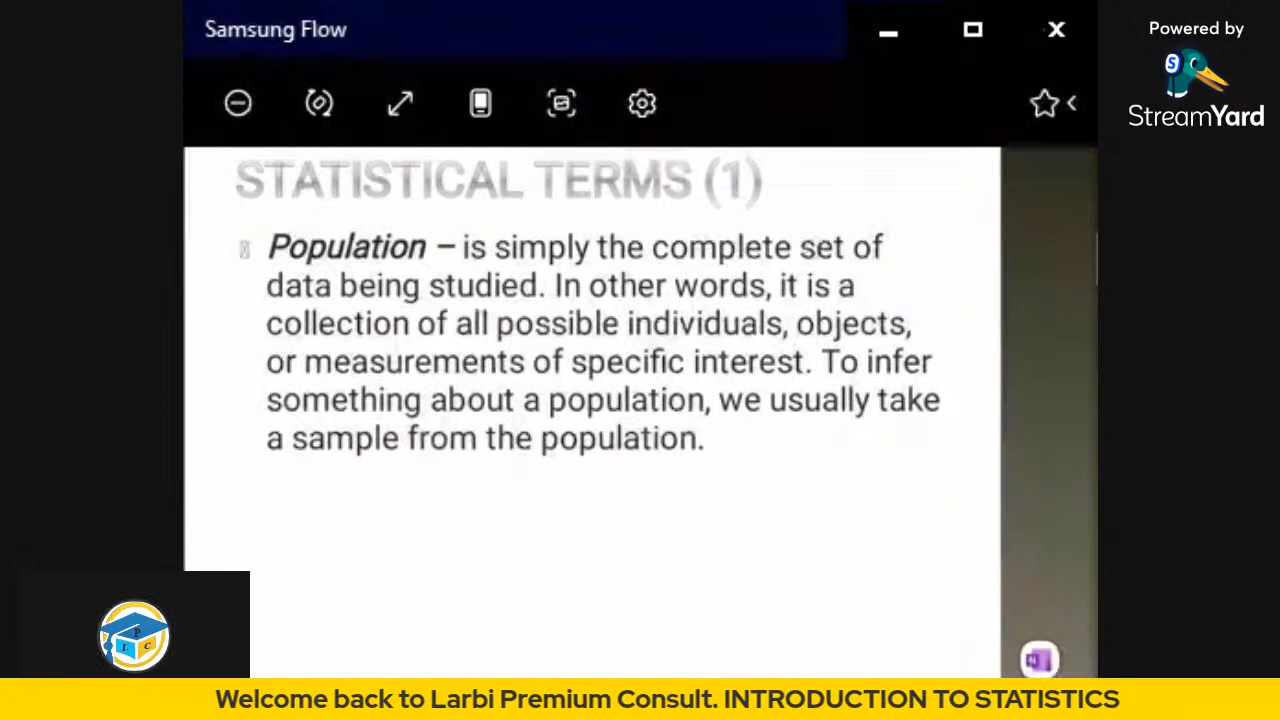 Samsung Flow
Powered by
StreamYard
STATISTICAL TERMS (1)
Population – is simply the complete set of
data being studied. In other words, it is a
collection of all possible individuals, objects,
or measurements of specific interest. To infer
something about a population, we usually take
a sample from the population.
P
L C
Welcome back to Larbi Premium Consult. INTRODUCTION TO STATISTICS